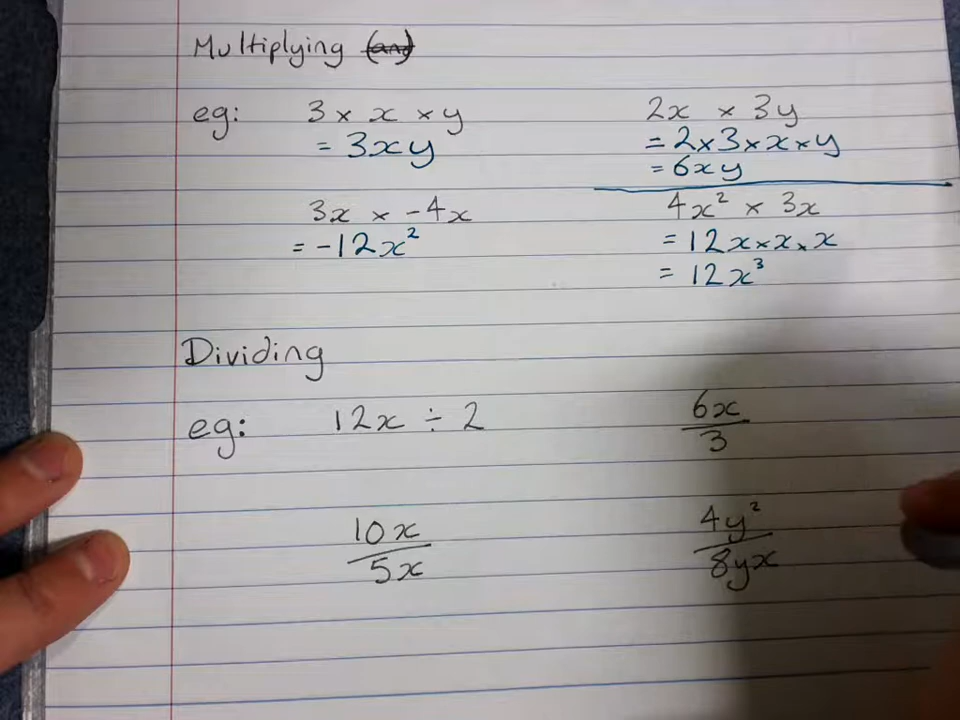 Multiplying (and)
eg: 3 × x × y
= 3xy
2x × 3y
= 2×3×x×y
= 6xy
3x × -4x
= -12x²
4x² × 3x
= 12x×x×x
= 12x³
Dividing
eg: 12x ÷ 2
6x
3
10x
5x
4y²
8yx